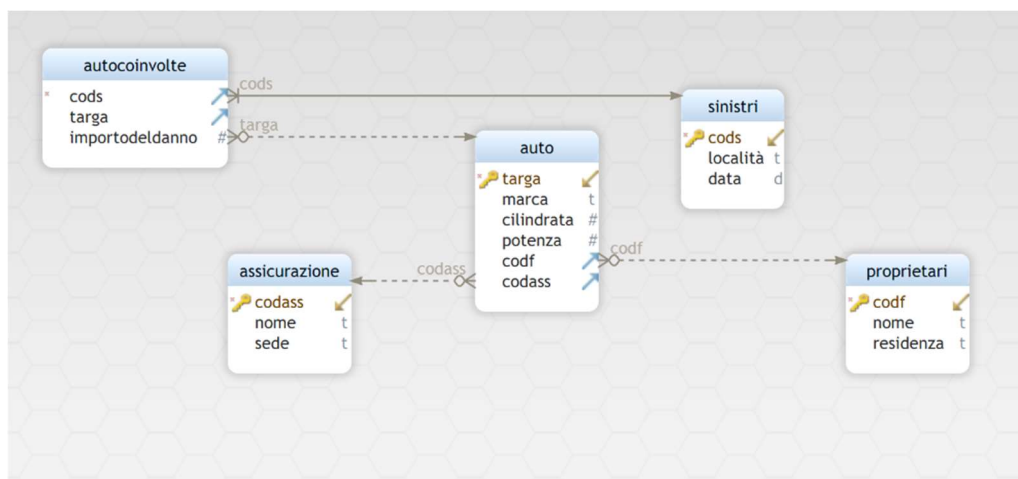 autocoinvolte
cods
targa
importodeldanno #
cods
targa
sinistri
cods
località t
data d
auto
targa
marca t
cilindrata #
potenza #
codf
codass
codass
codf
assicurazione
codass
nome t
sede t
proprietari
codf
nome t
residenza t